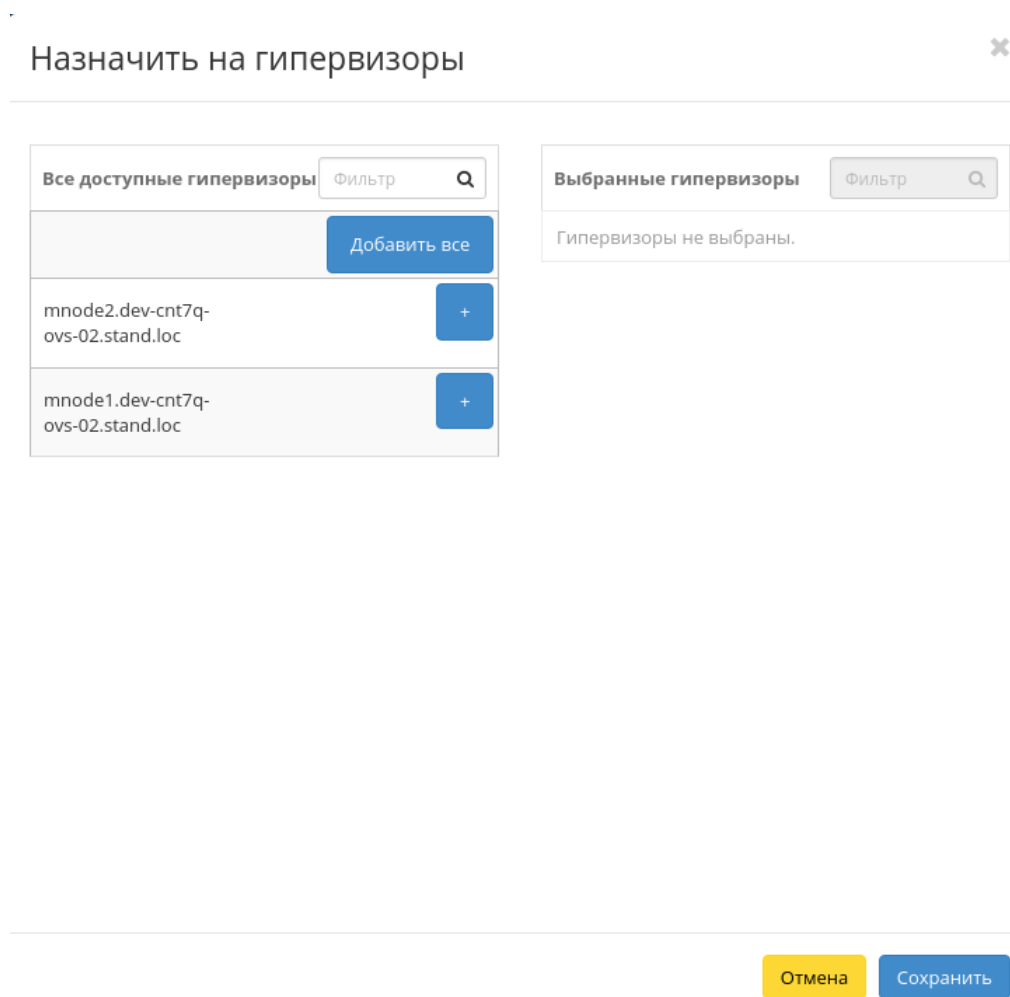 Назначить на гипервизоры
Все доступные гипервизоры
Фильтр
Добавить все
mnode2.dev-cnt7q-
ovs-02.stand.loc
+
mnode1.dev-cnt7q-
ovs-02.stand.loc
+
Выбранные гипервизоры
Фильтр
Гипервизоры не выбраны.
Отмена
Сохранить